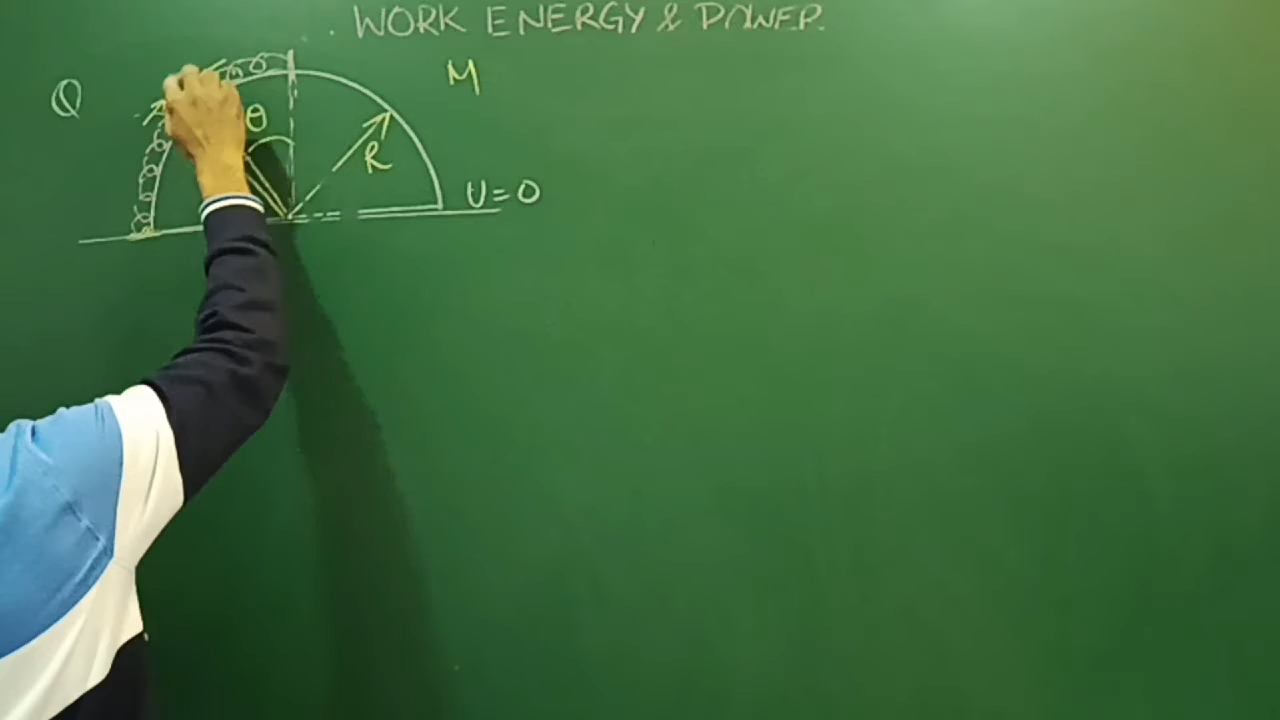 WORK ENERGY & POWER.
Q
M
θ
R
U = 0